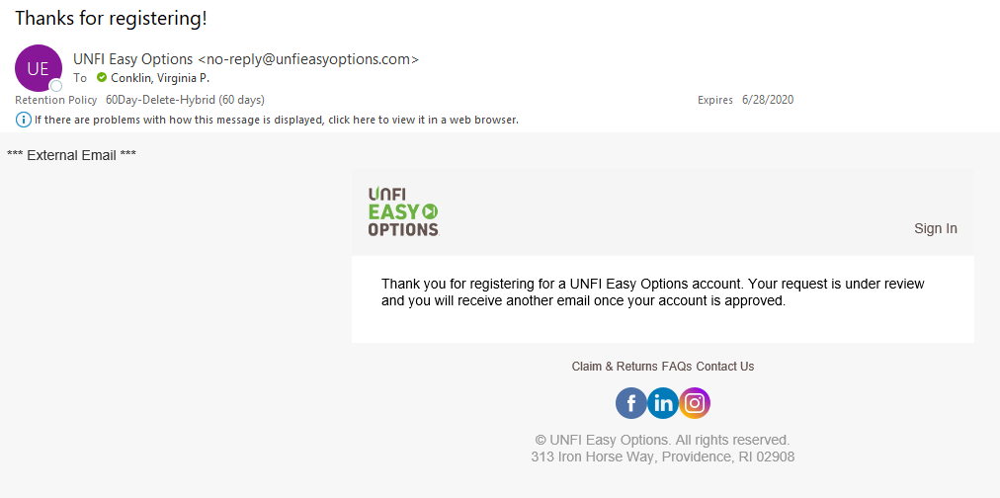 Thanks for registering!
UE
UNFI Easy Options <no-reply@unfieasyoptions.com>
To Conklin, Virginia P.
Retention Policy 60Day-Delete-Hybrid (60 days)
Expires 6/28/2020
If there are problems with how this message is displayed, click here to view it in a web browser.
*** External Email ***
UNFI
EASY
OPTIONS
Sign In
Thank you for registering for a UNFI Easy Options account. Your request is under review
and you will receive another email once your account is approved.
Claim & Returns FAQs Contact Us
f in
© UNFI Easy Options. All rights reserved.
313 Iron Horse Way, Providence, RI 02908